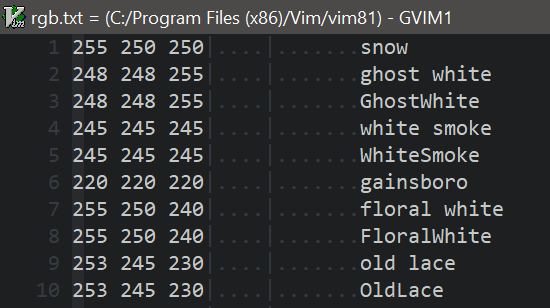 rgb.txt = (C:/Program Files (x86)/Vim/vim81) - GVIM1
1 255 250 250 snow
2 248 248 255 ghost white
3 248 248 255 GhostWhite
4 245 245 245 white smoke
5 245 245 245 WhiteSmoke
6 220 220 220 gainsboro
7 255 250 240 floral white
8 255 250 240 FloralWhite
9 253 245 230 old lace
10 253 245 230 OldLace